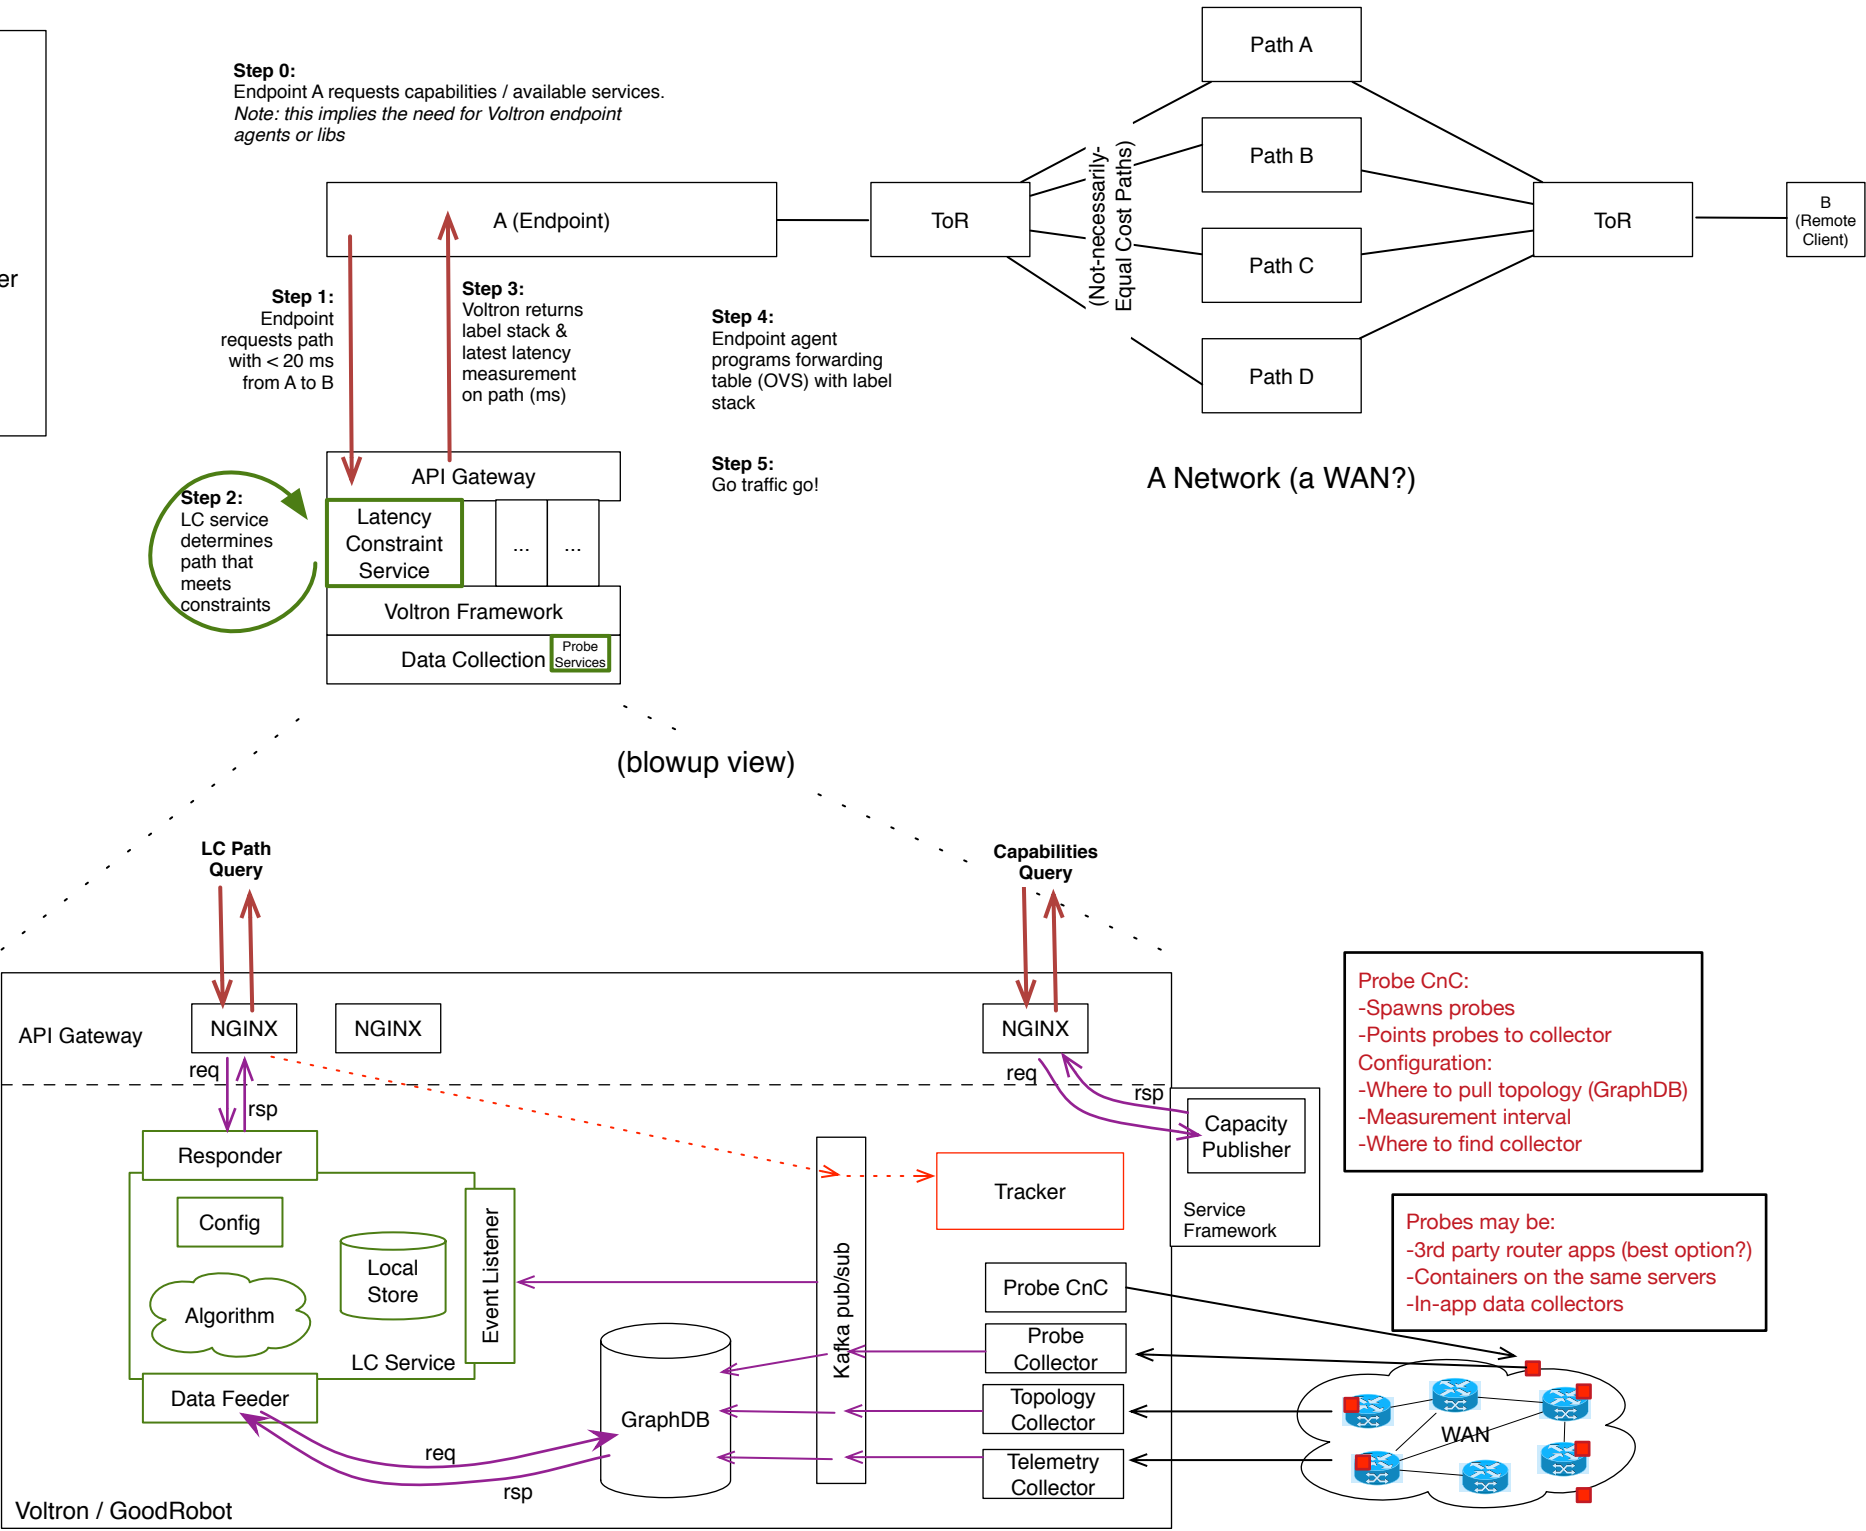 er
Step 0:
Endpoint A requests capabilities / available services.
Note: this implies the need for Voltron endpoint
agents or libs
A (Endpoint)
ToR
(Not-necessarily-
Equal Cost Paths)
Path A
Path B
Path C
Path D
ToR
B
(Remote
Client)
Step 1:
Endpoint
requests path
with < 20 ms
from A to B
Step 3:
Voltron returns
label stack &
latest latency
measurement
on path (ms)
Step 4:
Endpoint agent
programs forwarding
table (OVS) with label
stack
Step 5:
Go traffic go!
A Network (a WAN?)
Step 2:
LC service
determines
path that
meets
constraints
API Gateway
Latency
Constraint
Service
...
...
Voltron Framework
Data Collection
Probe
Services
(blowup view)
LC Path
Query
Capabilities
Query
API Gateway
NGINX
NGINX
NGINX
req
rsp
req
rsp
Responder
Config
Local
Store
Algorithm
LC Service
Event Listener
Data Feeder
req
rsp
GraphDB
Kafka pub/sub
Tracker
Capacity
Publisher
Service
Framework
Probe CnC
Probe
Collector
Topology
Collector
Telemetry
Collector
WAN
Voltron / GoodRobot
Probe CnC:
-Spawns probes
-Points probes to collector
Configuration:
-Where to pull topology (GraphDB)
-Measurement interval
-Where to find collector
Probes may be:
-3rd party router apps (best option?)
-Containers on the same servers
-In-app data collectors